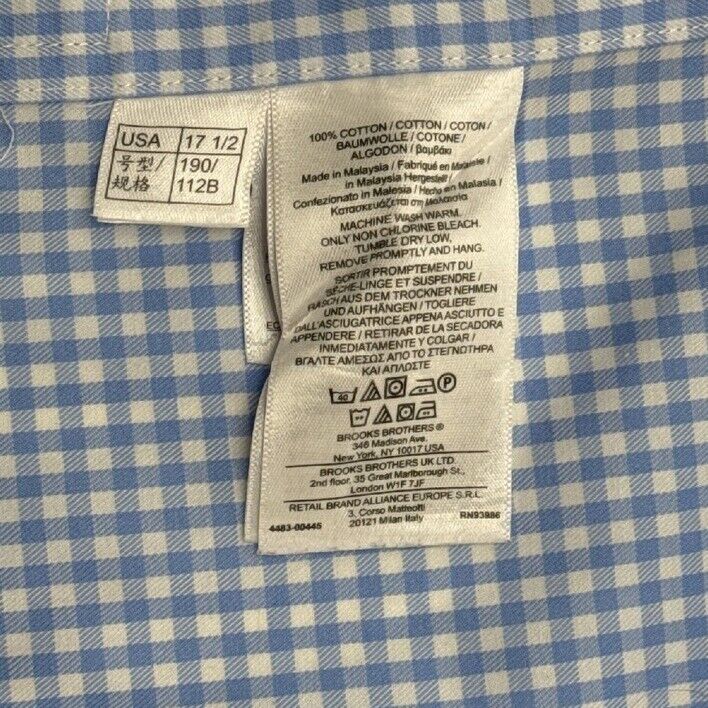 USA 17 1/2
号型/ 190/
规格 112B
100% COTTON / COTTON / COTON /
BAUMWOLLE / COTONE /
ALGODON / βαμβάκι
Made in Malaysia / Fabriqué en Malaisie /
in Malaysia Hergestellt /
Confezionato in Malesia / Hecho en Malasia /
Κατασκευάζεται στη Μαλαισία
MACHINE WASH WARM.
ONLY NON CHLORINE BLEACH.
TUMBLE DRY LOW,
REMOVE PROMPTLY AND HANG.
SORTIR PROMPTEMENT DU
SÈCHE-LINGE ET SUSPENDRE /
RASCH AUS DEM TROCKNER NEHMEN
UND AUFHÄNGEN / TOGLIERE
DALL'ASCIUGATRICE APPENA ASCIUTTO E
APPENDERE / RETIRAR DE LA SECADORA
INMEDIATAMENTE Y COLGAR /
ΒΓΑΛΤΕ ΑΜΕΣΩΣ ΑΠΟ ΤΟ ΣΤΕΓΝΩΤΗΡΑ
ΚΑΙ ΑΠΛΩΣΤΕ
40 P
BROOKS BROTHERS ®
346 Madison Ave.
New York, NY 10017 USA
BROOKS BROTHERS UK LTD.
2nd floor, 35 Great Marlborough St.,
London W1F 7JF
RETAIL BRAND ALLIANCE EUROPE S.R.L.
3, Corso Matteotti
4483-00445 20121 Milan Italy RN93986